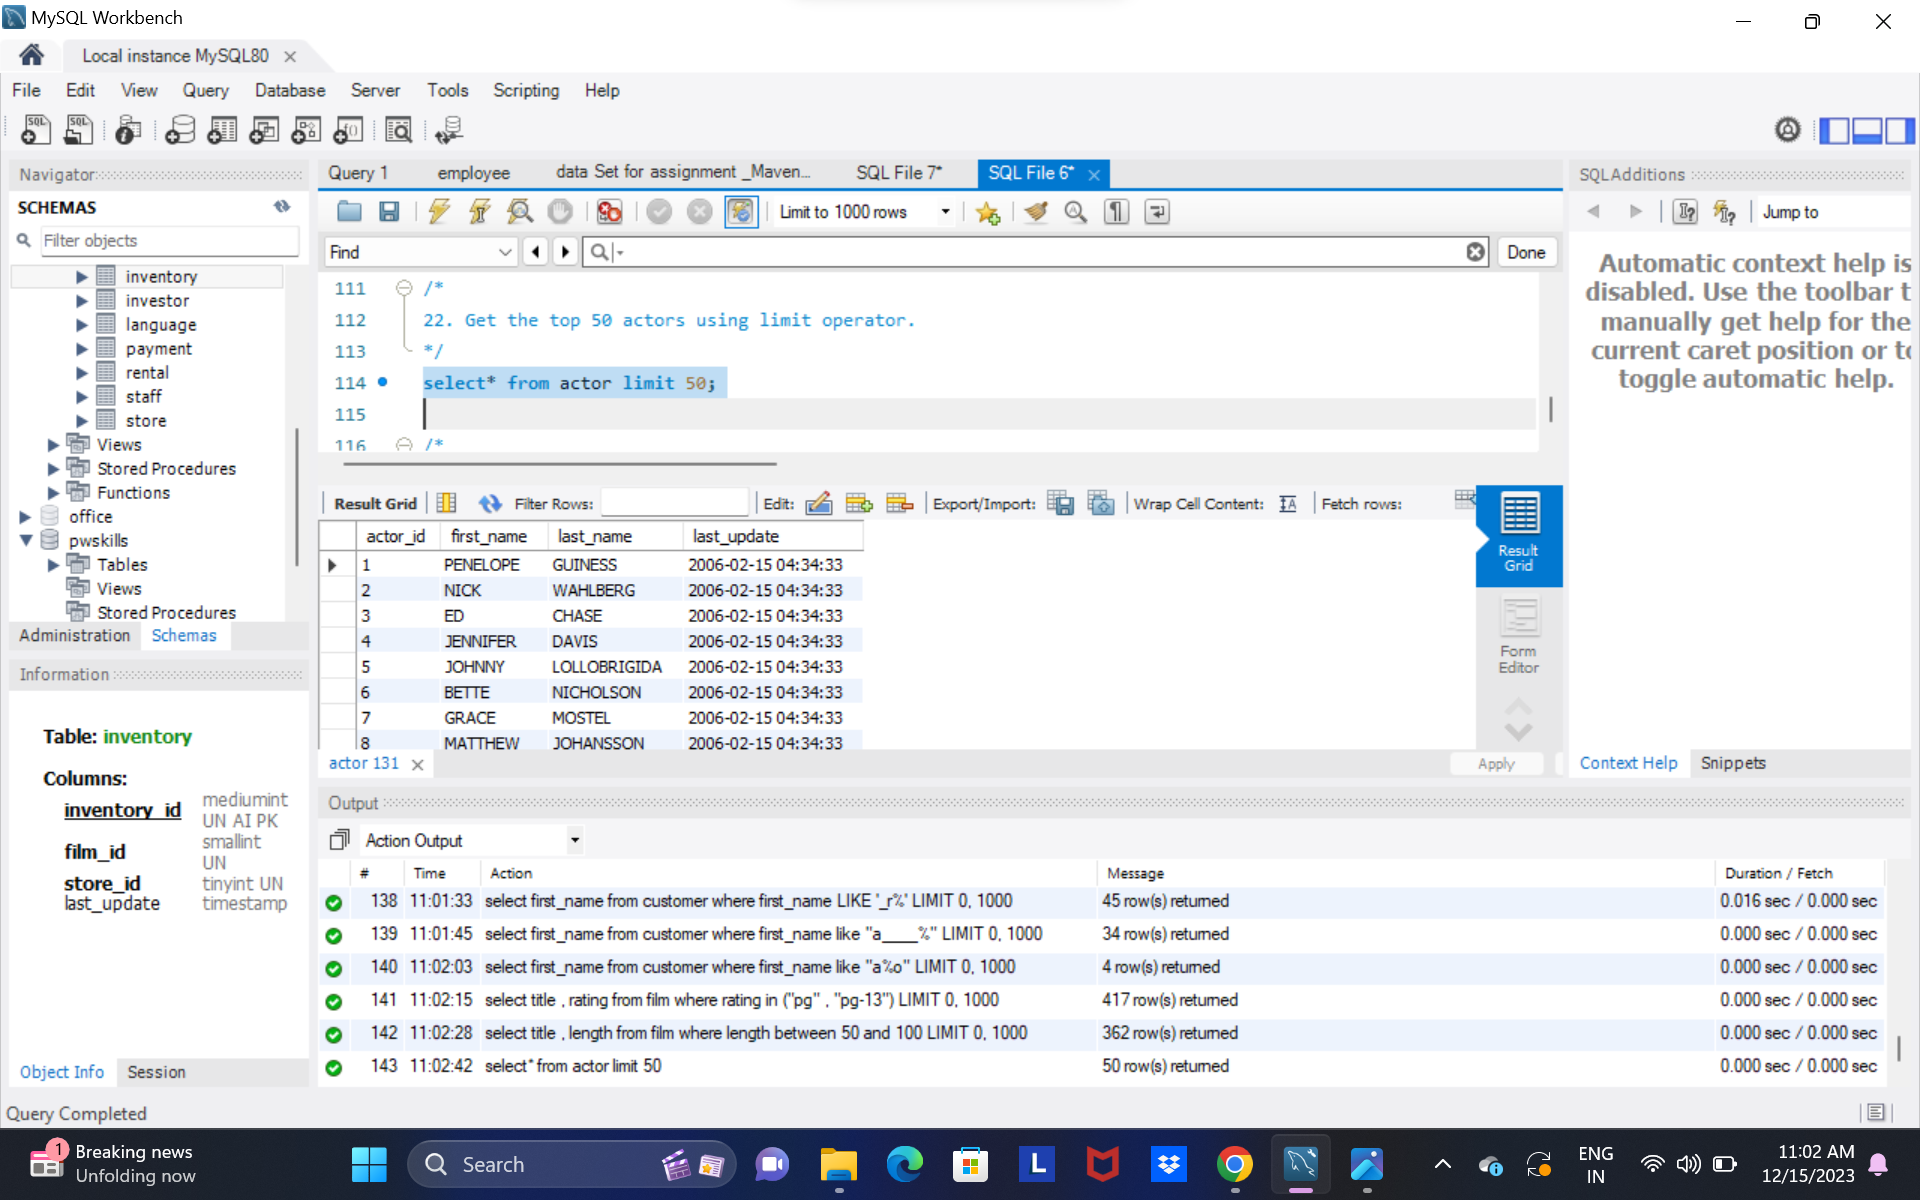 MySQL Workbench
Local instance MySQL80
File Edit View Query Database Server Tools Scripting Help
Navigator
SCHEMAS
Filter objects
inventory
investor
language
payment
rental
staff
store
Views
Stored Procedures
Functions
office
pwskills
Tables
Views
Stored Procedures
Administration Schemas
Information
Table: inventory
Columns:
inventory_id mediumint
UN AI PK
film_id smallint
UN
store_id tinyint UN
last_update timestamp
Object Info Session
Query 1 employee data Set for assignment _Maven... SQL File 7* SQL File 6*
Limit to 1000 rows
Find Done
111 /*
112 22. Get the top 50 actors using limit operator.
113 */
114 select* from actor limit 50;
115
116 /*
Result Grid Filter Rows: Edit: Export/Import: Wrap Cell Content: Fetch rows:
actor_id first_name last_name last_update
1 PENELOPE GUINESS 2006-02-15 04:34:33
2 NICK WAHLBERG 2006-02-15 04:34:33
3 ED CHASE 2006-02-15 04:34:33
4 JENNIFER DAVIS 2006-02-15 04:34:33
5 JOHNNY LOLLOBRIGIDA 2006-02-15 04:34:33
6 BETTE NICHOLSON 2006-02-15 04:34:33
7 GRACE MOSTEL 2006-02-15 04:34:33
8 MATTHEW JOHANSSON 2006-02-15 04:34:33
Result
Grid
Form
Editor
actor 131 Apply
SQLAdditions
Jump to
Automatic context help is
disabled. Use the toolbar t
manually get help for the
current caret position or to
toggle automatic help.
Context Help Snippets
Output
Action Output
# Time Action Message Duration / Fetch
138 11:01:33 select first_name from customer where first_name LIKE '_r%' LIMIT 0, 1000 45 row(s) returned 0.016 sec / 0.000 sec
139 11:01:45 select first_name from customer where first_name like "a____%" LIMIT 0, 1000 34 row(s) returned 0.000 sec / 0.000 sec
140 11:02:03 select first_name from customer where first_name like "a%o" LIMIT 0, 1000 4 row(s) returned 0.000 sec / 0.000 sec
141 11:02:15 select title , rating from film where rating in ("pg" , "pg-13") LIMIT 0, 1000 417 row(s) returned 0.000 sec / 0.000 sec
142 11:02:28 select title , length from film where length between 50 and 100 LIMIT 0, 1000 362 row(s) returned 0.000 sec / 0.000 sec
143 11:02:42 select* from actor limit 50 50 row(s) returned 0.000 sec / 0.000 sec
Query Completed
1
Breaking news
Unfolding now
Search
L
ENG
IN
11:02 AM
12/15/2023